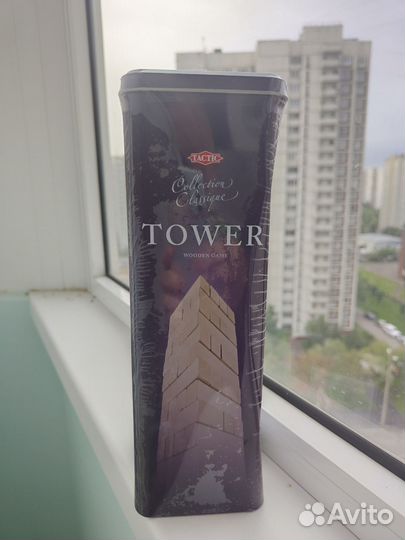 TACTIC
Collection
Classique
TOWER
WOODEN GAME
Avito